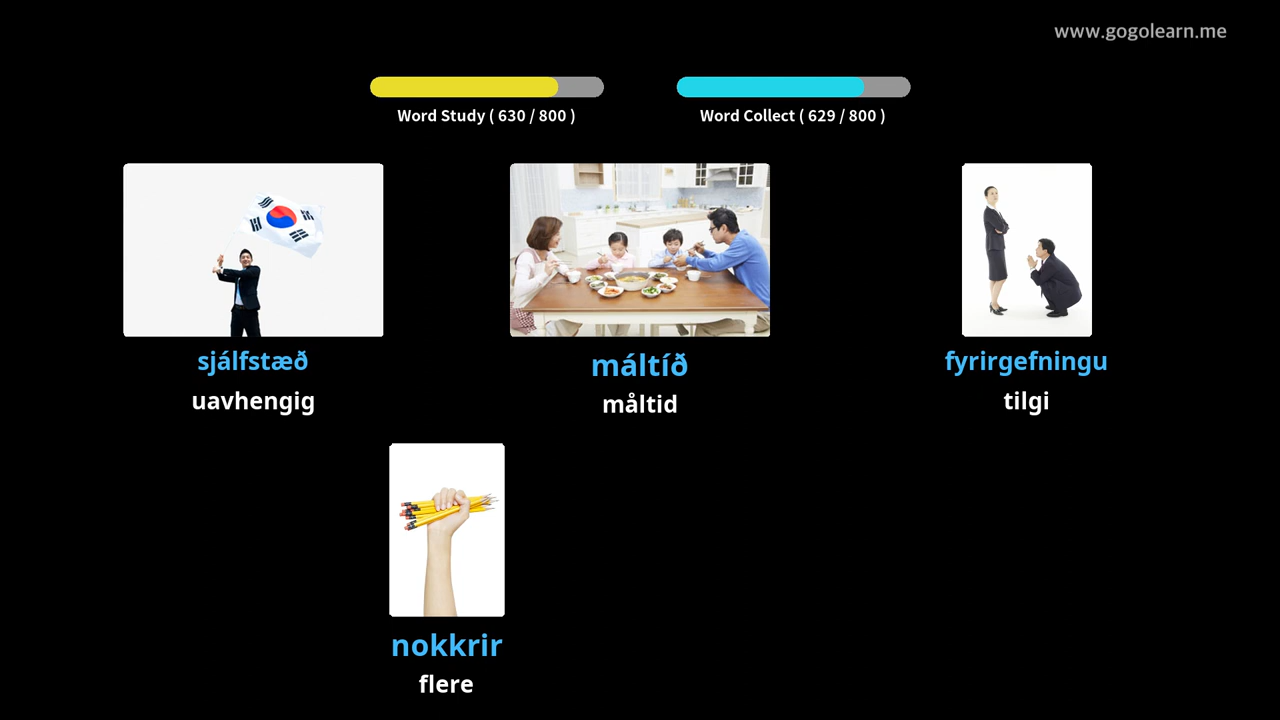 www.gogolearn.me
Word Study ( 630 / 800 )
Word Collect ( 629 / 800 )
sjálfstæð
máltíð
fyrirgefningu
uavhengig
måltid
tilgi
nokkrir
flere